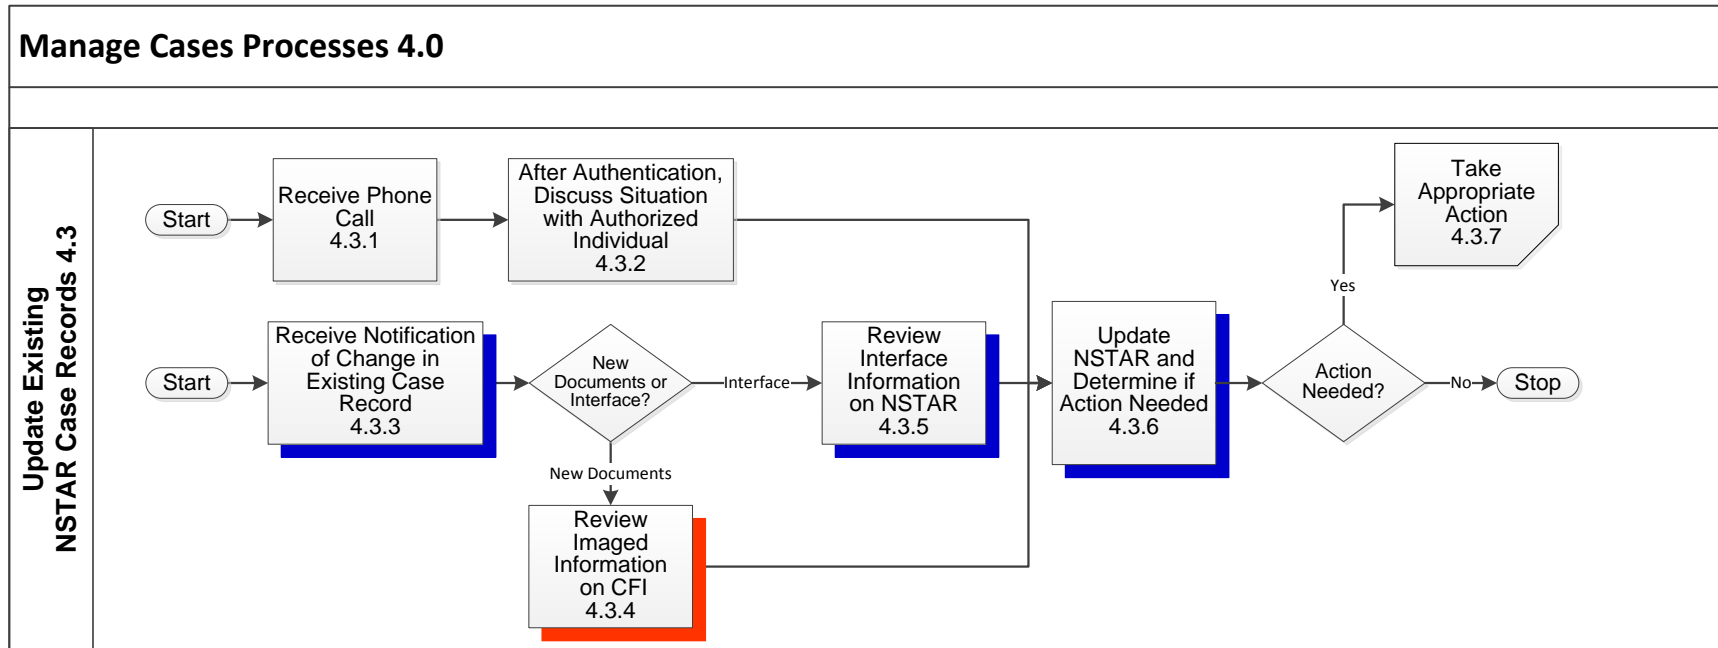 Manage Cases Processes 4.0
Update Existing
NSTAR Case Records 4.3
Start
Receive Phone
Call
4.3.1
After Authentication,
Discuss Situation
with Authorized
Individual
4.3.2
Take
Appropriate
Action
4.3.7
Yes
Start
Receive Notification
of Change in
Existing Case
Record
4.3.3
New
Documents or
Interface?
Interface
Review
Interface
Information
on NSTAR
4.3.5
Update
NSTAR and
Determine if
Action Needed
4.3.6
Action
Needed?
No
Stop
New Documents
Review
Imaged
Information
on CFI
4.3.4